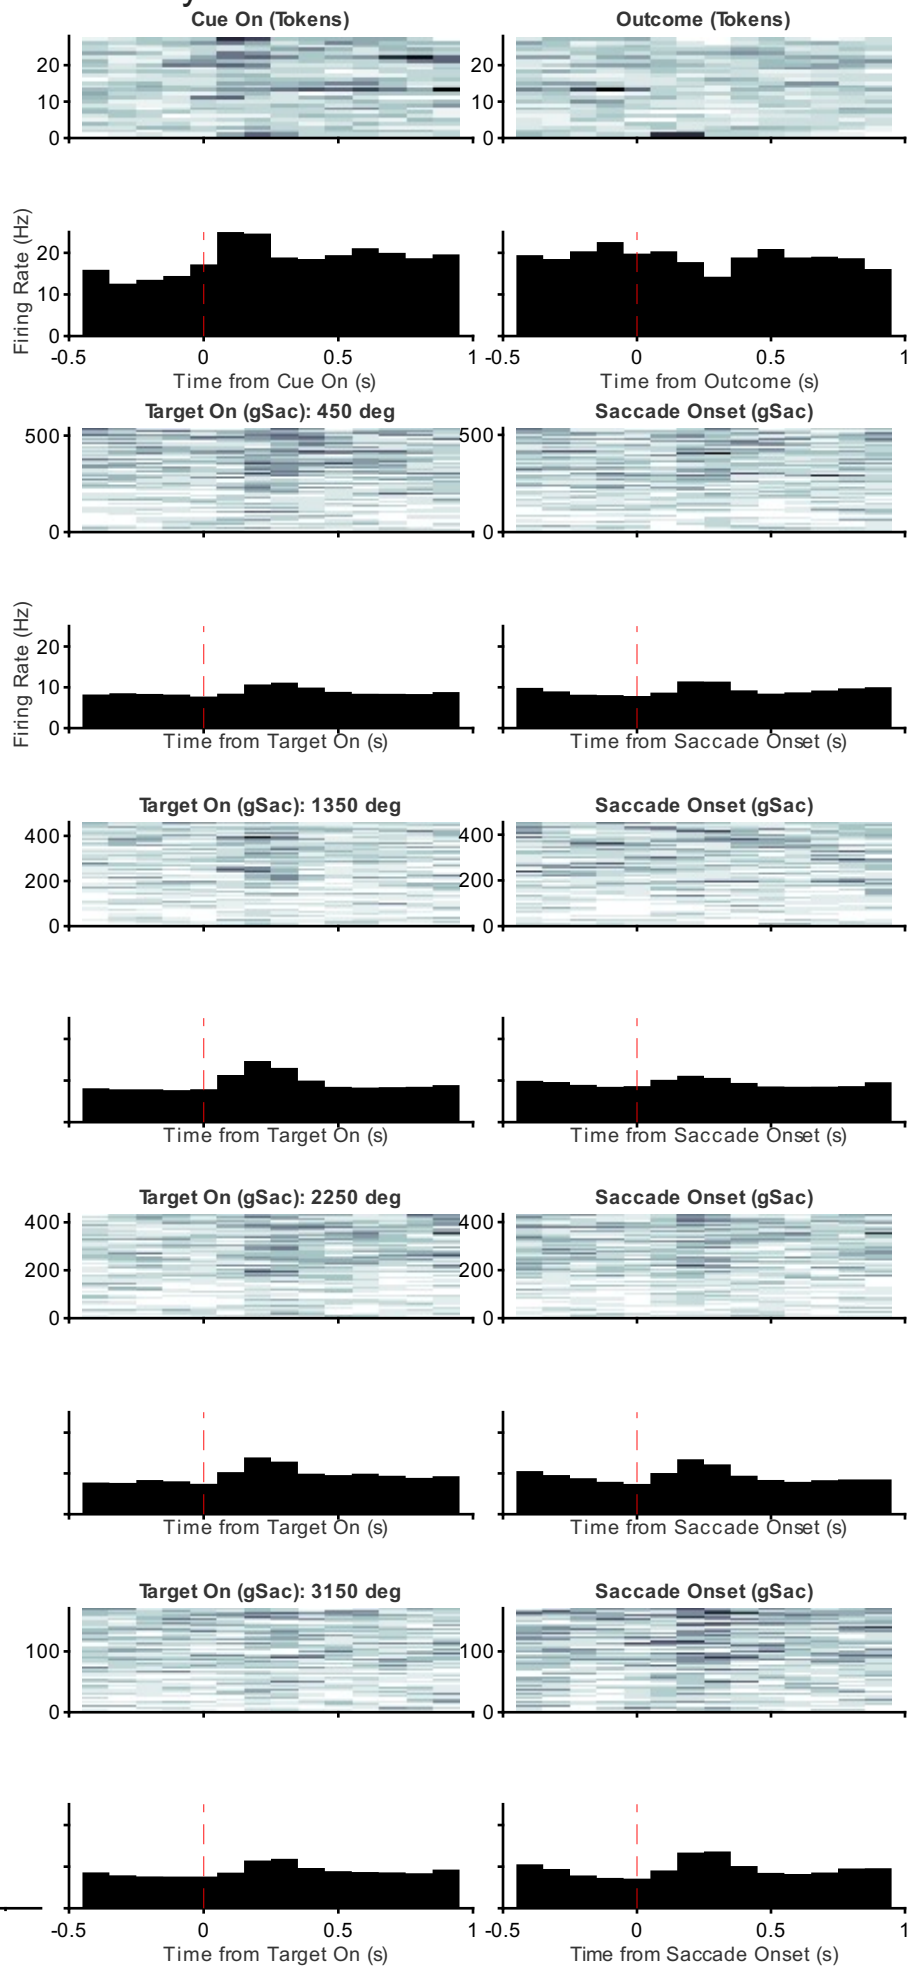 Cue On (Tokens)
Outcome (Tokens)
20
10
0
20
10
0
Firing Rate (Hz)
20
10
0
-0.5
0
0.5
1
-0.5
0
0.5
1
Time from Cue On (s)
Time from Outcome (s)
Target On (gSac): 450 deg
Saccade Onset (gSac)
500
0
500
0
Firing Rate (Hz)
20
10
0
Time from Target On (s)
Time from Saccade Onset (s)
Target On (gSac): 1350 deg
Saccade Onset (gSac)
400
200
0
400
200
0
Time from Target On (s)
Time from Saccade Onset (s)
Target On (gSac): 2250 deg
Saccade Onset (gSac)
400
200
0
400
200
0
Time from Target On (s)
Time from Saccade Onset (s)
Target On (gSac): 3150 deg
Saccade Onset (gSac)
100
0
100
0
-0.5
0
0.5
1
-0.5
0
0.5
1
Time from Target On (s)
Time from Saccade Onset (s)